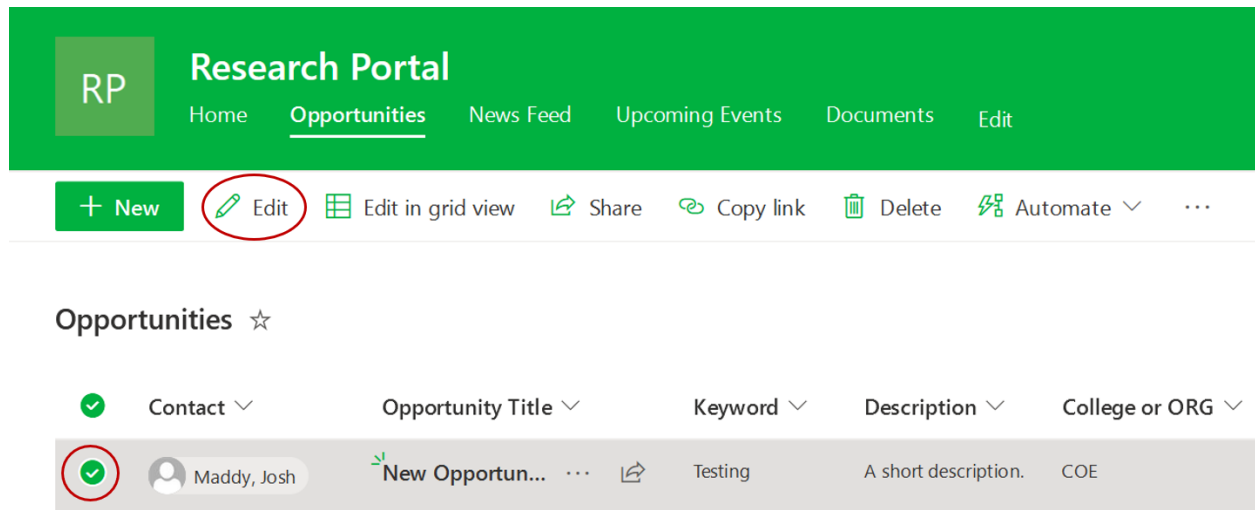 RP
Research Portal
Home Opportunities News Feed Upcoming Events Documents Edit
+ New Edit Edit in grid view Share Copy link Delete Automate ...
Opportunities
Contact Opportunity Title Keyword Description College or ORG
Maddy, Josh New Opportun... ... Testing A short description. COE